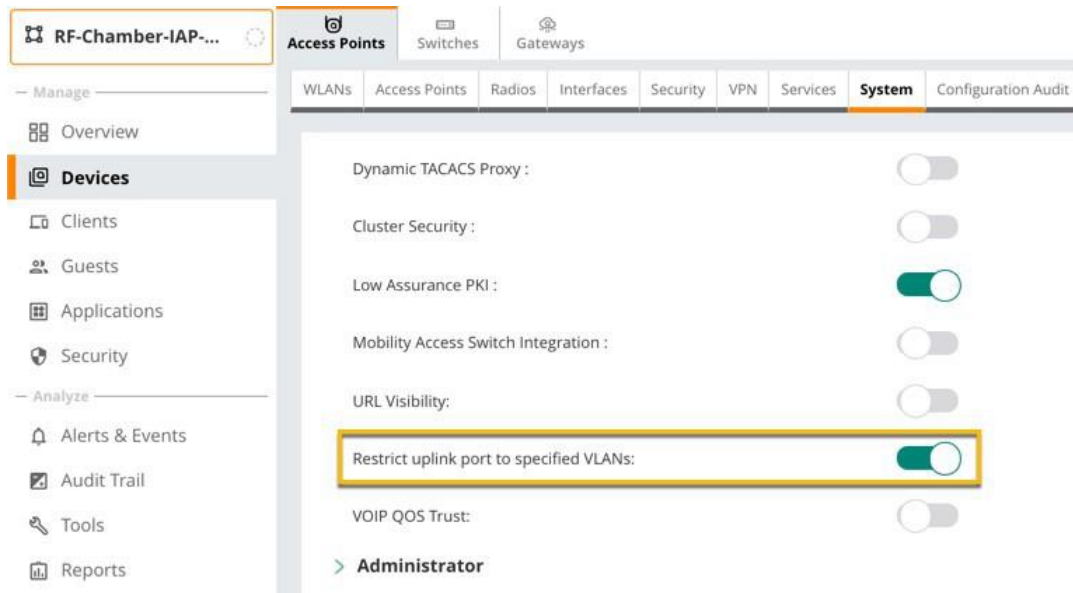 RF-Chamber-IAP-...
Access Points
Switches
Gateways
Manage
Overview
Devices
Clients
Guests
Applications
Security
Analyze
Alerts & Events
Audit Trail
Tools
Reports
WLANs Access Points Radios Interfaces Security VPN Services System Configuration Audit
Dynamic TACACS Proxy :
Cluster Security :
Low Assurance PKI :
Mobility Access Switch Integration :
URL Visibility:
Restrict uplink port to specified VLANs:
VOIP QOS Trust:
Administrator